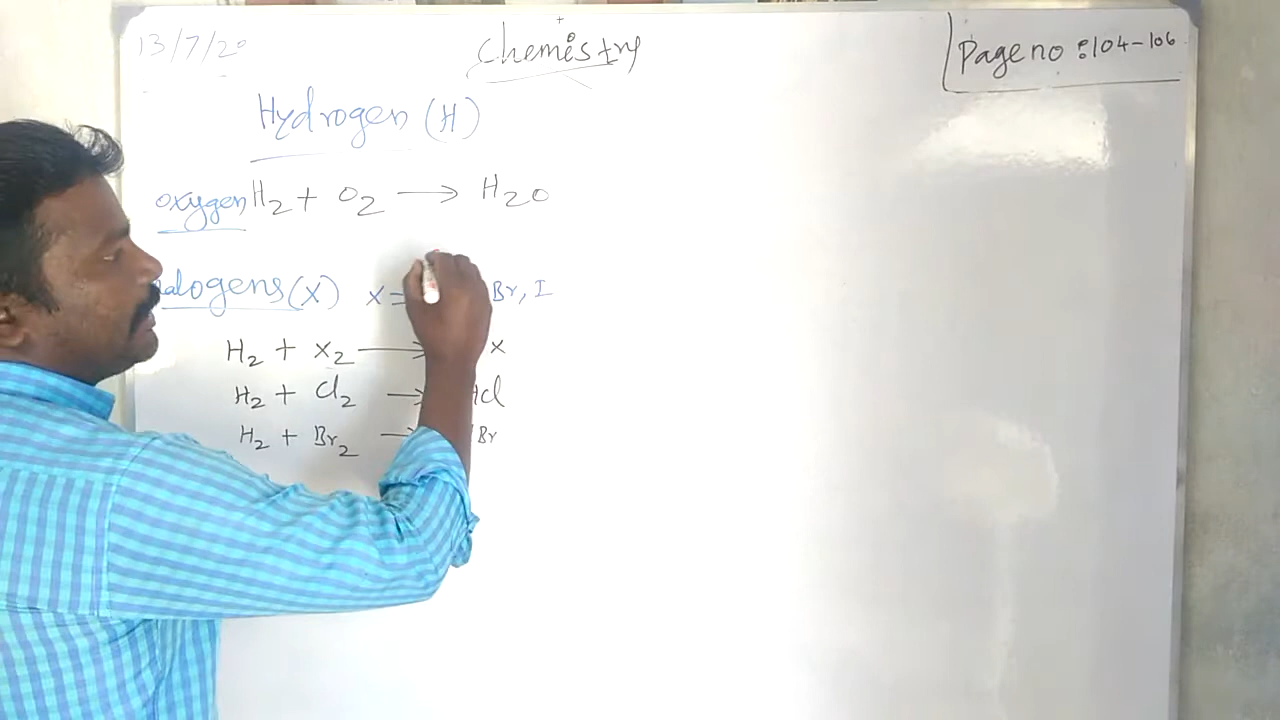 13/7/20
Chemistry
Page no : 104-106
Hydrogen (H)
oxygen H2 + O2 → H2O
alogens (X) X = Br, I
H2 + X2 → X
H2 + Cl2 → Cl
H2 + Br2 → Br